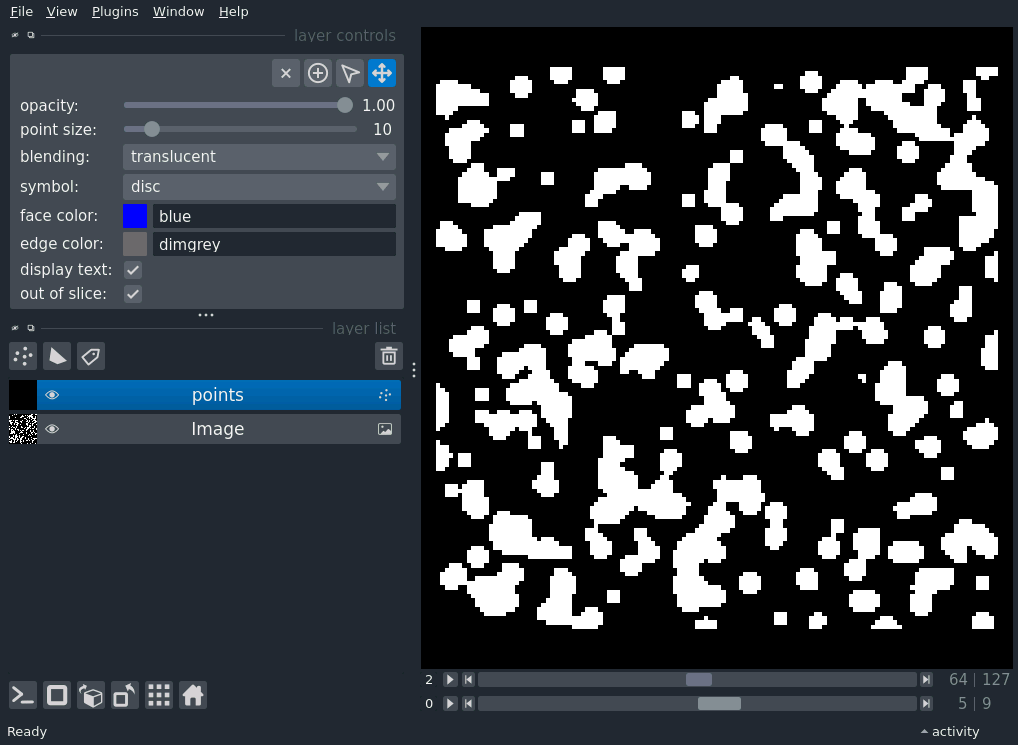 File View Plugins Window Help
layer controls
opacity: 1.00
point size: 10
blending: translucent
symbol: disc
face color: blue
edge color: dimgrey
display text:
out of slice:
layer list
points
Image
2 64 | 127
0 5 | 9
Ready activity